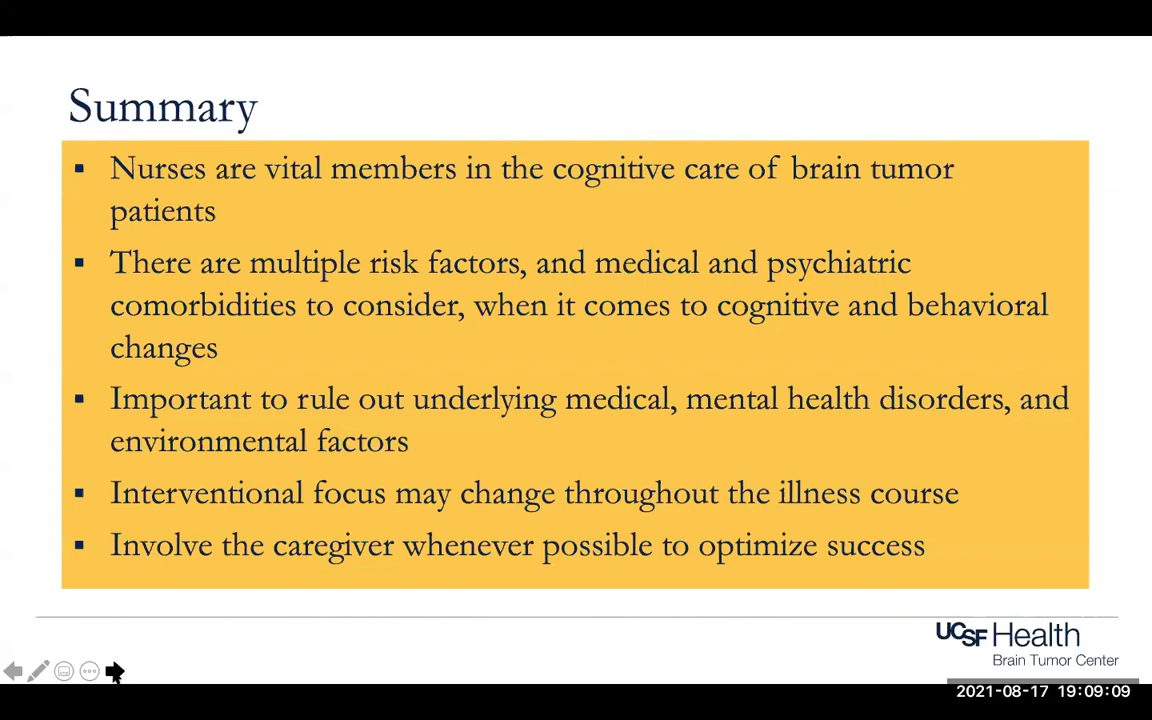 Summary
▪ Nurses are vital members in the cognitive care of brain tumor
patients
▪ There are multiple risk factors, and medical and psychiatric
comorbidities to consider, when it comes to cognitive and behavioral
changes
▪ Important to rule out underlying medical, mental health disorders, and
environmental factors
▪ Interventional focus may change throughout the illness course
▪ Involve the caregiver whenever possible to optimize success
UCSF Health
Brain Tumor Center
2021-08-17 19:09:09